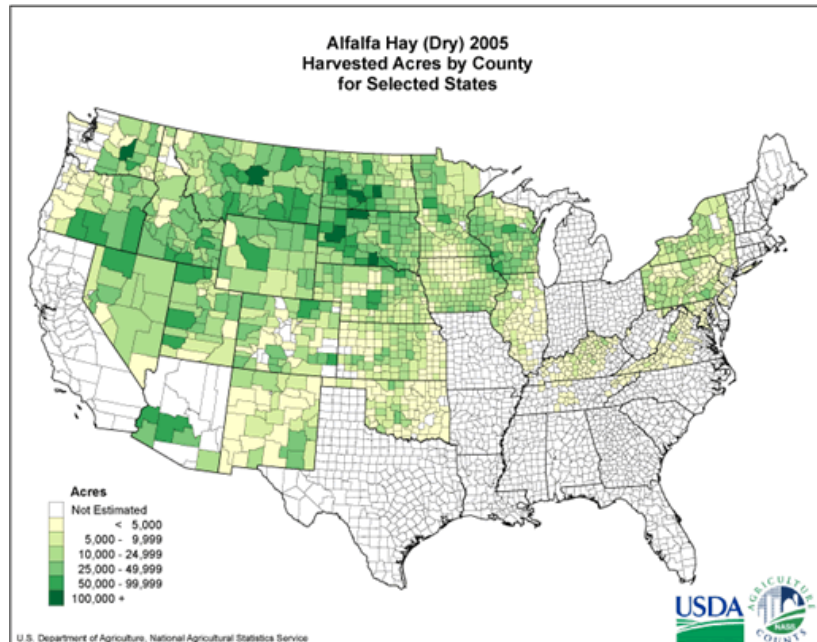 Alfalfa Hay (Dry) 2005
Harvested Acres by County
for Selected States
Acres
Not Estimated
< 5,000
5,000 - 9,999
10,000 - 24,999
25,000 - 49,999
50,000 - 99,999
100,000 +
U.S. Department of Agriculture, National Agricultural Statistics Service
USDA
AGRICULTURE
NASS
COUNTS